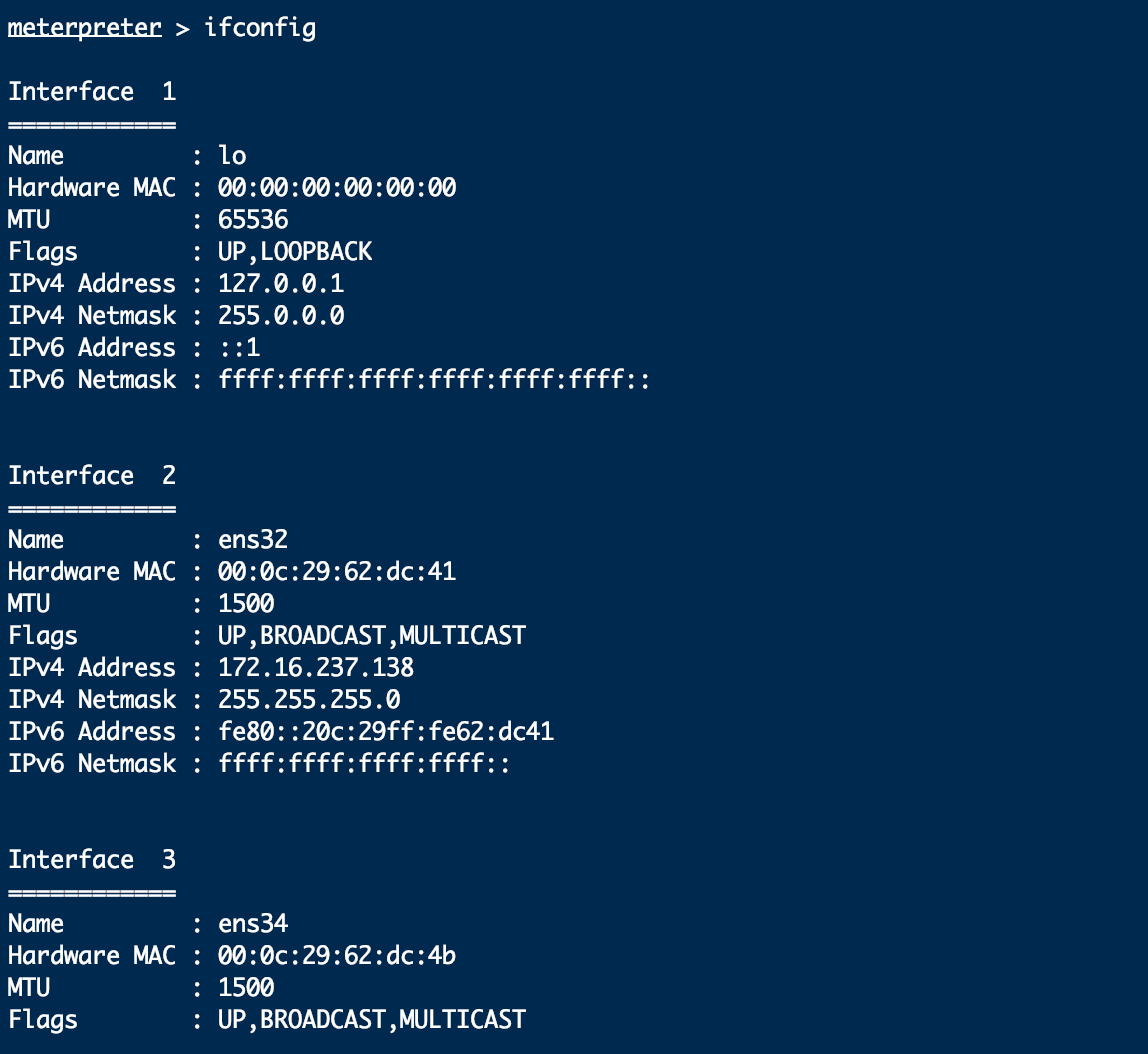 meterpreter > ifconfig
Interface  1
============
Name         : lo
Hardware MAC : 00:00:00:00:00:00
MTU          : 65536
Flags        : UP,LOOPBACK
IPv4 Address : 127.0.0.1
IPv4 Netmask : 255.0.0.0
IPv6 Address : ::1
IPv6 Netmask : ffff:ffff:ffff:ffff:ffff:ffff::
Interface  2
============
Name         : ens32
Hardware MAC : 00:0c:29:62:dc:41
MTU          : 1500
Flags        : UP,BROADCAST,MULTICAST
IPv4 Address : 172.16.237.138
IPv4 Netmask : 255.255.255.0
IPv6 Address : fe80::20c:29ff:fe62:dc41
IPv6 Netmask : ffff:ffff:ffff:ffff::
Interface  3
============
Name         : ens34
Hardware MAC : 00:0c:29:62:dc:4b
MTU          : 1500
Flags        : UP,BROADCAST,MULTICAST